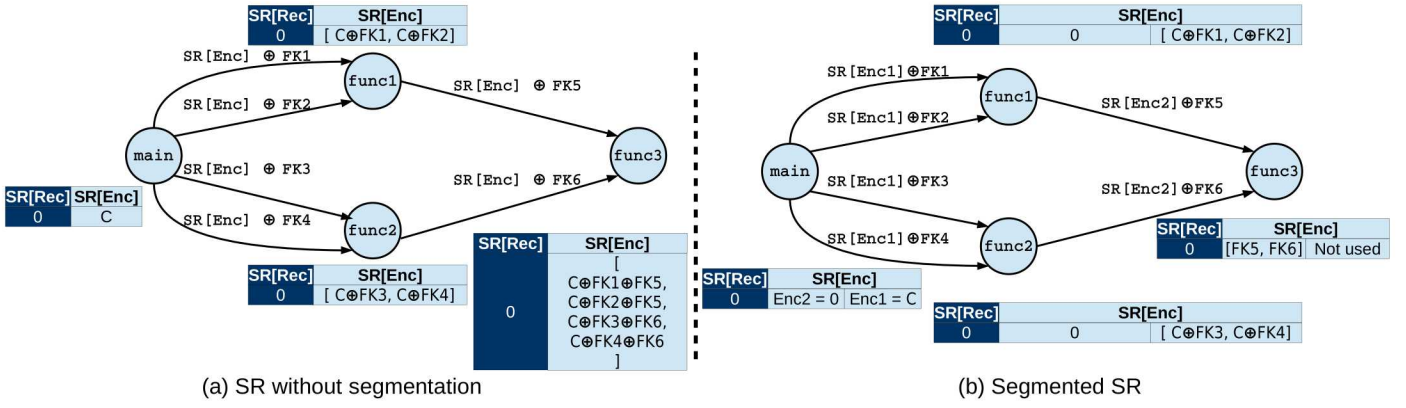 SR[Rec] SR[Enc]
0 [ C⊕FK1, C⊕FK2]
SR[Enc] ⊕ FK1
func1
SR[Enc] ⊕ FK5
SR[Enc] ⊕ FK2
main
func3
SR[Enc] ⊕ FK3
SR[Enc] ⊕ FK6
SR[Rec] SR[Enc]
0 C
SR[Enc] ⊕ FK4
func2
SR[Rec] SR[Enc]
0 [ C⊕FK3, C⊕FK4]
SR[Rec] SR[Enc]
0
[
C⊕FK1⊕FK5,
C⊕FK2⊕FK5,
C⊕FK3⊕FK6,
C⊕FK4⊕FK6
]
(a) SR without segmentation
SR[Rec] SR[Enc]
0 0 [ C⊕FK1, C⊕FK2]
SR[Enc1]⊕FK1
func1
SR[Enc2]⊕FK5
SR[Enc1]⊕FK2
main
func3
SR[Enc1]⊕FK3
SR[Enc2]⊕FK6
SR[Enc1]⊕FK4
func2
SR[Rec] SR[Enc]
0 [FK5, FK6] Not used
SR[Rec] SR[Enc]
0 Enc2 = 0 Enc1 = C
SR[Rec] SR[Enc]
0 0 [ C⊕FK3, C⊕FK4]
(b) Segmented SR